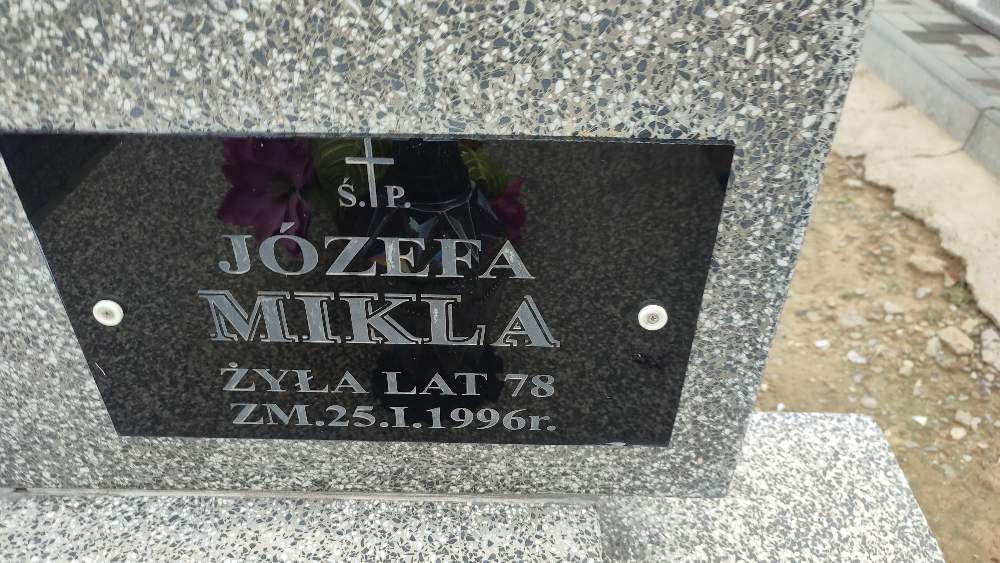 Ś. P.
JÓZEFA
MIKLA
ŻYŁA LAT 78
ZM.25.I.1996r.